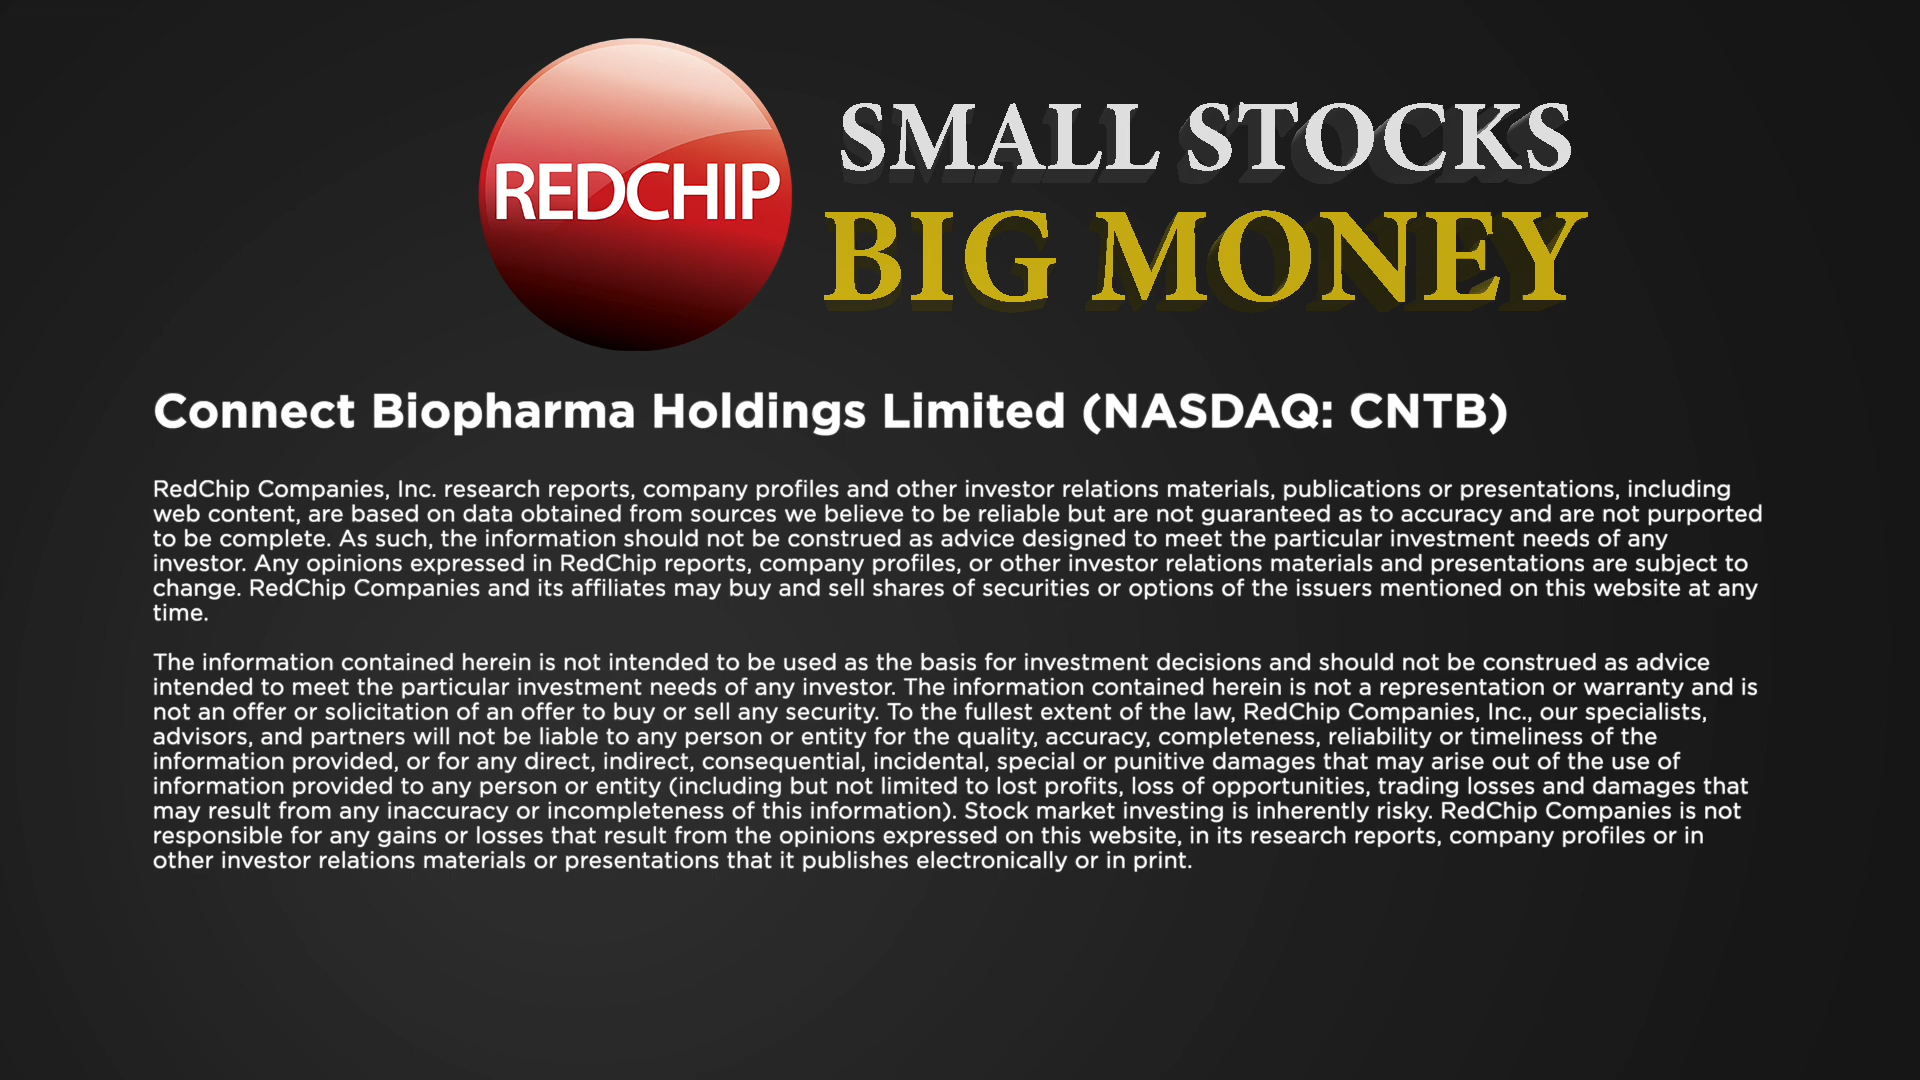 REDCHIP
SMALL STOCKS
BIG MONEY
Connect Biopharma Holdings Limited (NASDAQ: CNTB)
RedChip Companies, Inc. research reports, company profiles and other investor relations materials, publications or presentations, including
web content, are based on data obtained from sources we believe to be reliable but are not guaranteed as to accuracy and are not purported
to be complete. As such, the information should not be construed as advice designed to meet the particular investment needs of any
investor. Any opinions expressed in RedChip reports, company profiles, or other investor relations materials and presentations are subject to
change. RedChip Companies and its affiliates may buy and sell shares of securities or options of the issuers mentioned on this website at any
time.
The information contained herein is not intended to be used as the basis for investment decisions and should not be construed as advice
intended to meet the particular investment needs of any investor. The information contained herein is not a representation or warranty and is
not an offer or solicitation of an offer to buy or sell any security. To the fullest extent of the law, RedChip Companies, Inc., our specialists,
advisors, and partners will not be liable to any person or entity for the quality, accuracy, completeness, reliability or timeliness of the
information provided, or for any direct, indirect, consequential, incidental, special or punitive damages that may arise out of the use of
information provided to any person or entity (including but not limited to lost profits, loss of opportunities, trading losses and damages that
may result from any inaccuracy or incompleteness of this information). Stock market investing is inherently risky. RedChip Companies is not
responsible for any gains or losses that result from the opinions expressed on this website, in its research reports, company profiles or in
other investor relations materials or presentations that it publishes electronically or in print.